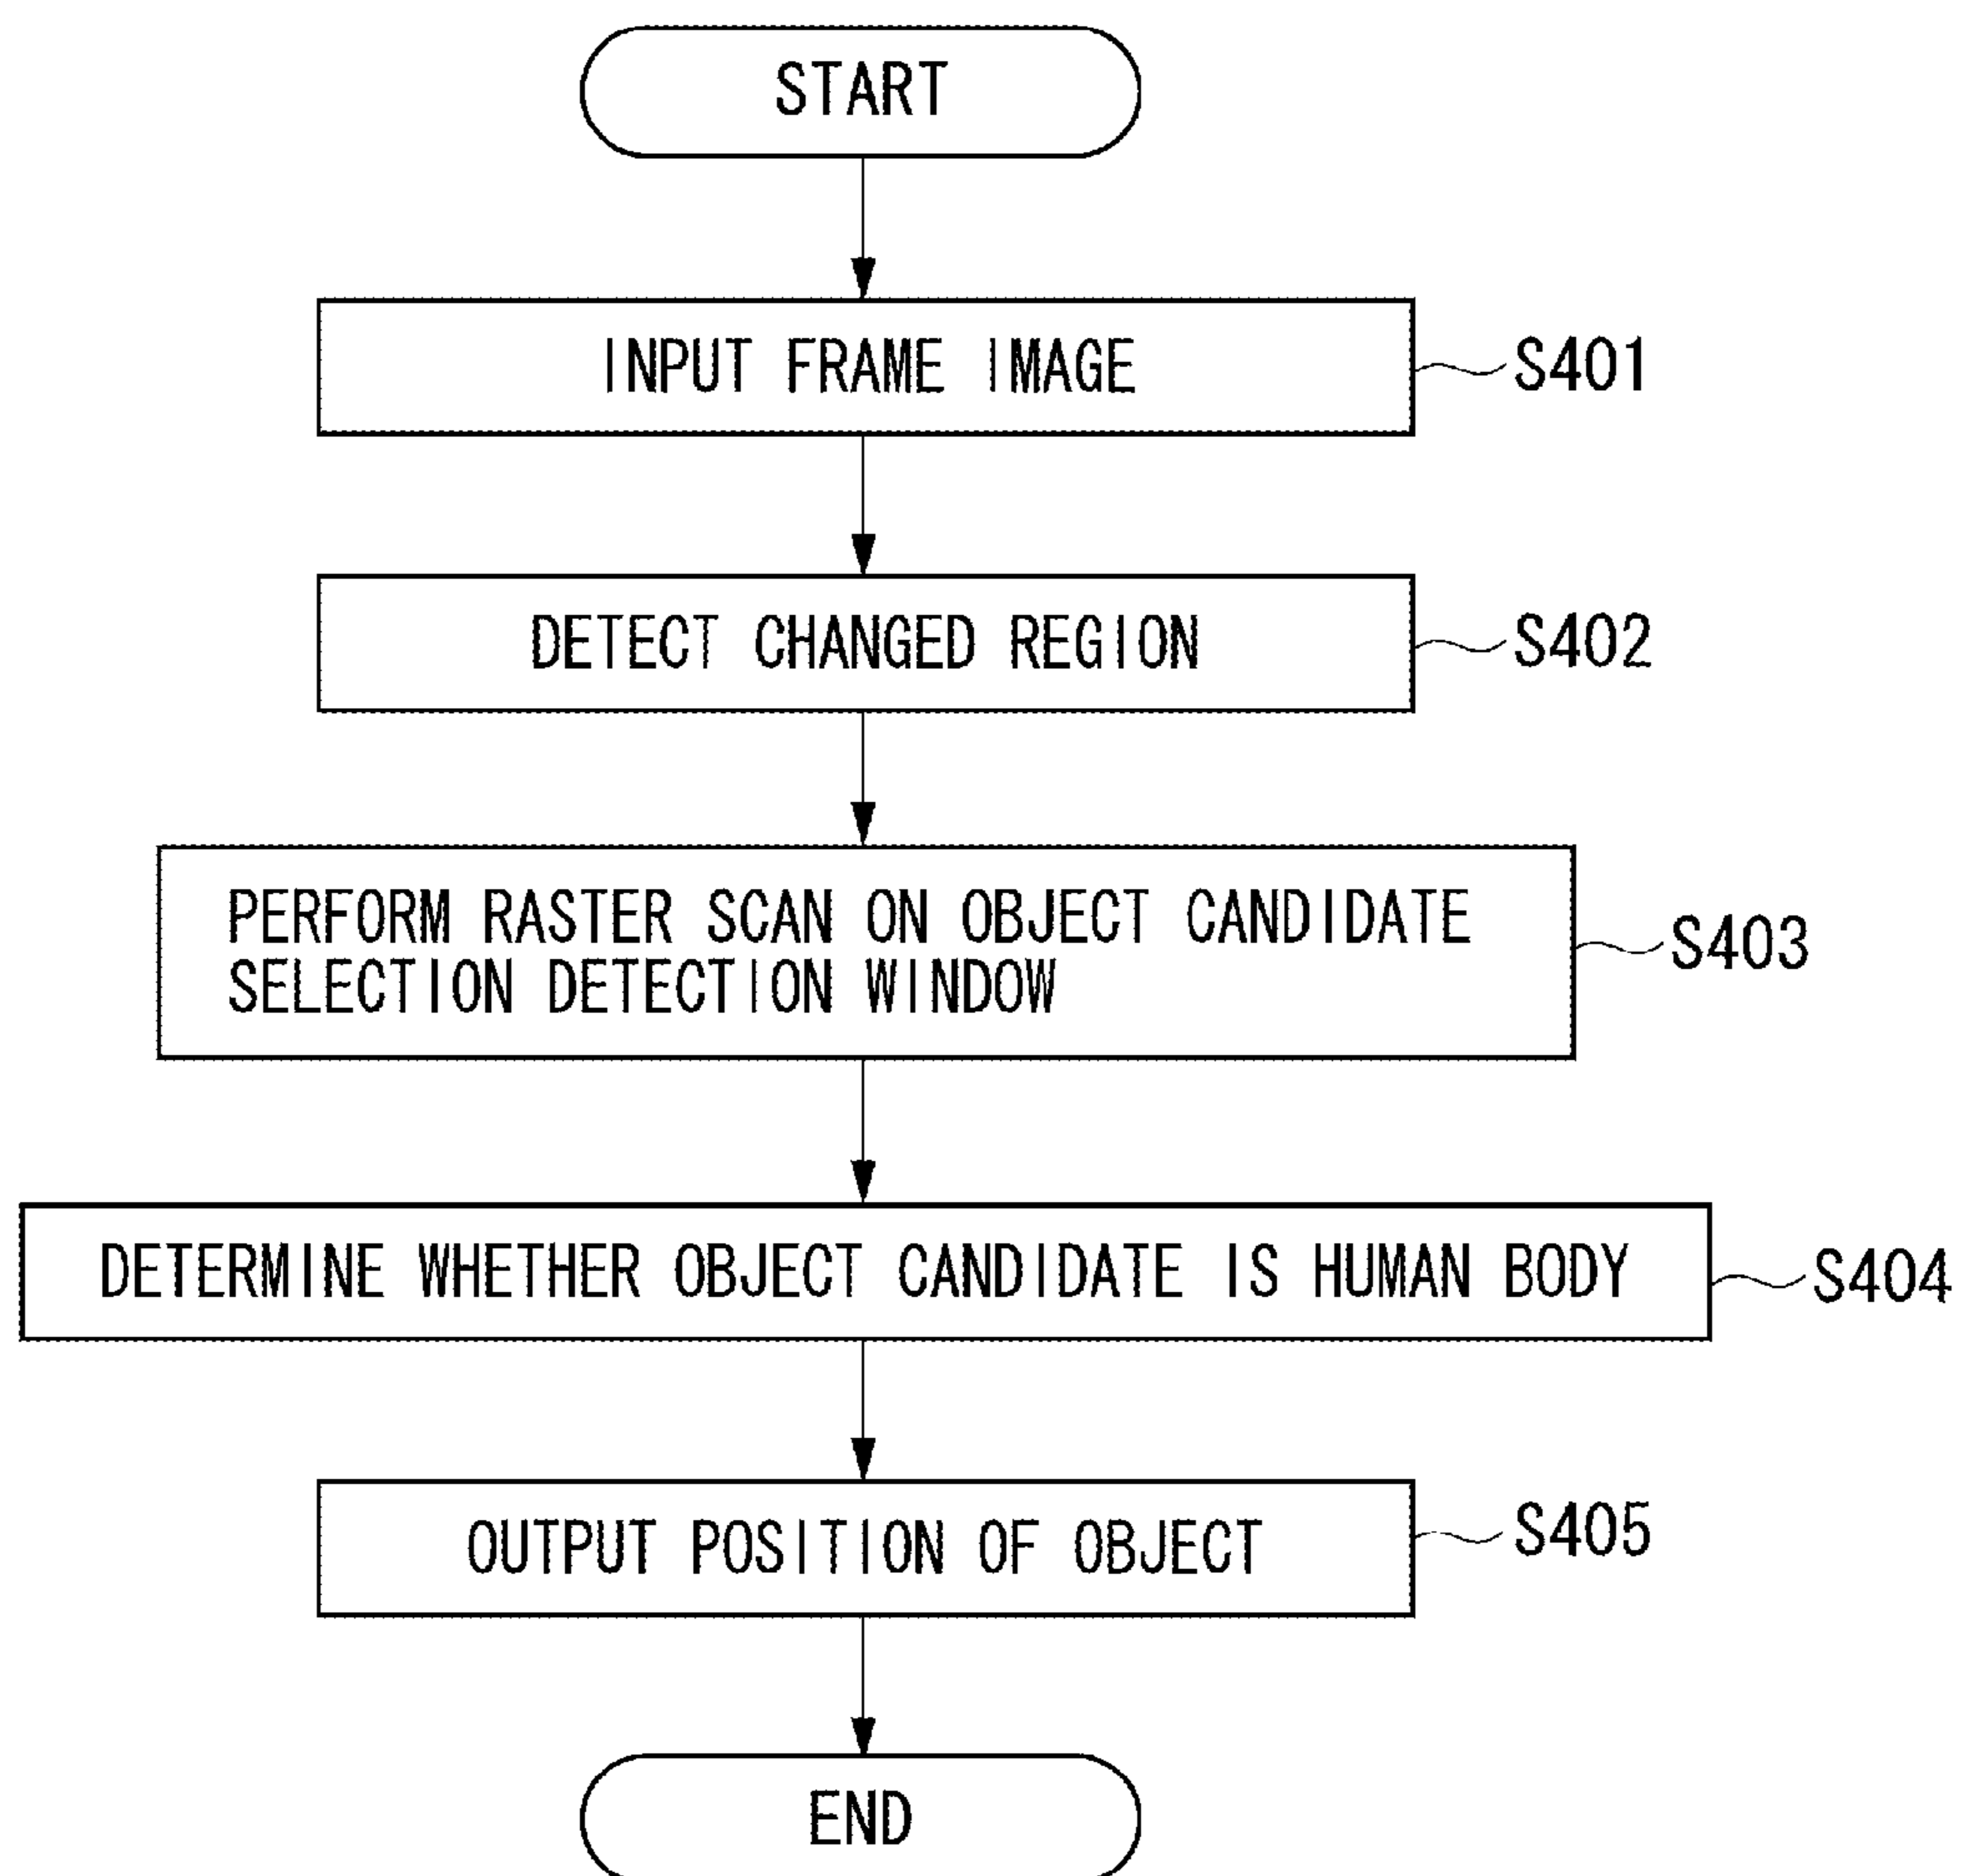 START
INPUT FRAME IMAGE
S401
DETECT CHANGED REGION
S402
PERFORM RASTER SCAN ON OBJECT CANDIDATE
SELECTION DETECTION WINDOW
S403
DETERMINE WHETHER OBJECT CANDIDATE IS HUMAN BODY
S404
OUTPUT POSITION OF OBJECT
S405
END